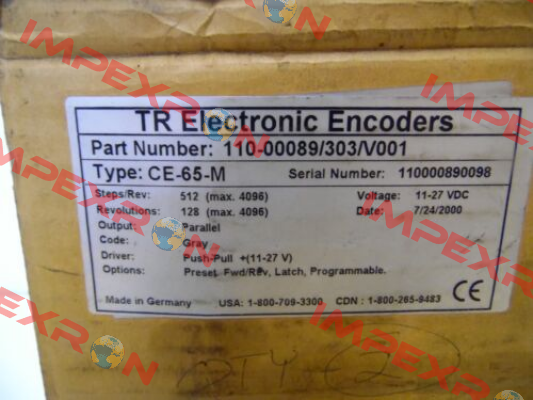 IMPEXRON
TR Electronic Encoders
Part Number: 110-00089/303/V001
Type: CE-65-M Serial Number: 110000890098
Steps/Rev: 512 (max. 4096) Voltage: 11-27 VDC
Revolutions: 128 (max. 4096) Date: 7/24/2000
Output: Parallel
Code: Gray
Driver: Push-Pull +(11-27 V)
Options: Preset, Fwd/Rev, Latch, Programmable.
Made in Germany USA: 1-800-709-3300 CDN : 1-800-265-9483 CE
QTY (2)